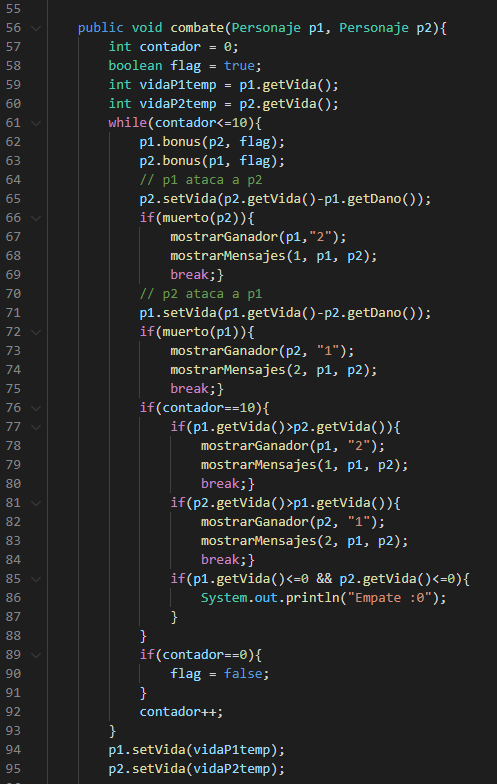 55
56 public void combate(Personaje p1, Personaje p2){
57 int contador = 0;
58 boolean flag = true;
59 int vidaP1temp = p1.getVida();
60 int vidaP2temp = p2.getVida();
61 while(contador<=10){
62 p1.bonus(p2, flag);
63 p2.bonus(p1, flag);
64 // p1 ataca a p2
65 p2.setVida(p2.getVida()-p1.getDano());
66 if(muerto(p2)){
67 mostrarGanador(p1,"2");
68 mostrarMensajes(1, p1, p2);
69 break;}
70 // p2 ataca a p1
71 p1.setVida(p1.getVida()-p2.getDano());
72 if(muerto(p1)){
73 mostrarGanador(p2, "1");
74 mostrarMensajes(2, p1, p2);
75 break;}
76 if(contador==10){
77 if(p1.getVida()>p2.getVida()){
78 mostrarGanador(p1, "2");
79 mostrarMensajes(1, p1, p2);
80 break;}
81 if(p2.getVida()>p1.getVida()){
82 mostrarGanador(p2, "1");
83 mostrarMensajes(2, p1, p2);
84 break;}
85 if(p1.getVida()<=0 && p2.getVida()<=0){
86 System.out.println("Empate :0");
87 }
88 }
89 if(contador==0){
90 flag = false;
91 }
92 contador++;
93 }
94 p1.setVida(vidaP1temp);
95 p2.setVida(vidaP2temp);